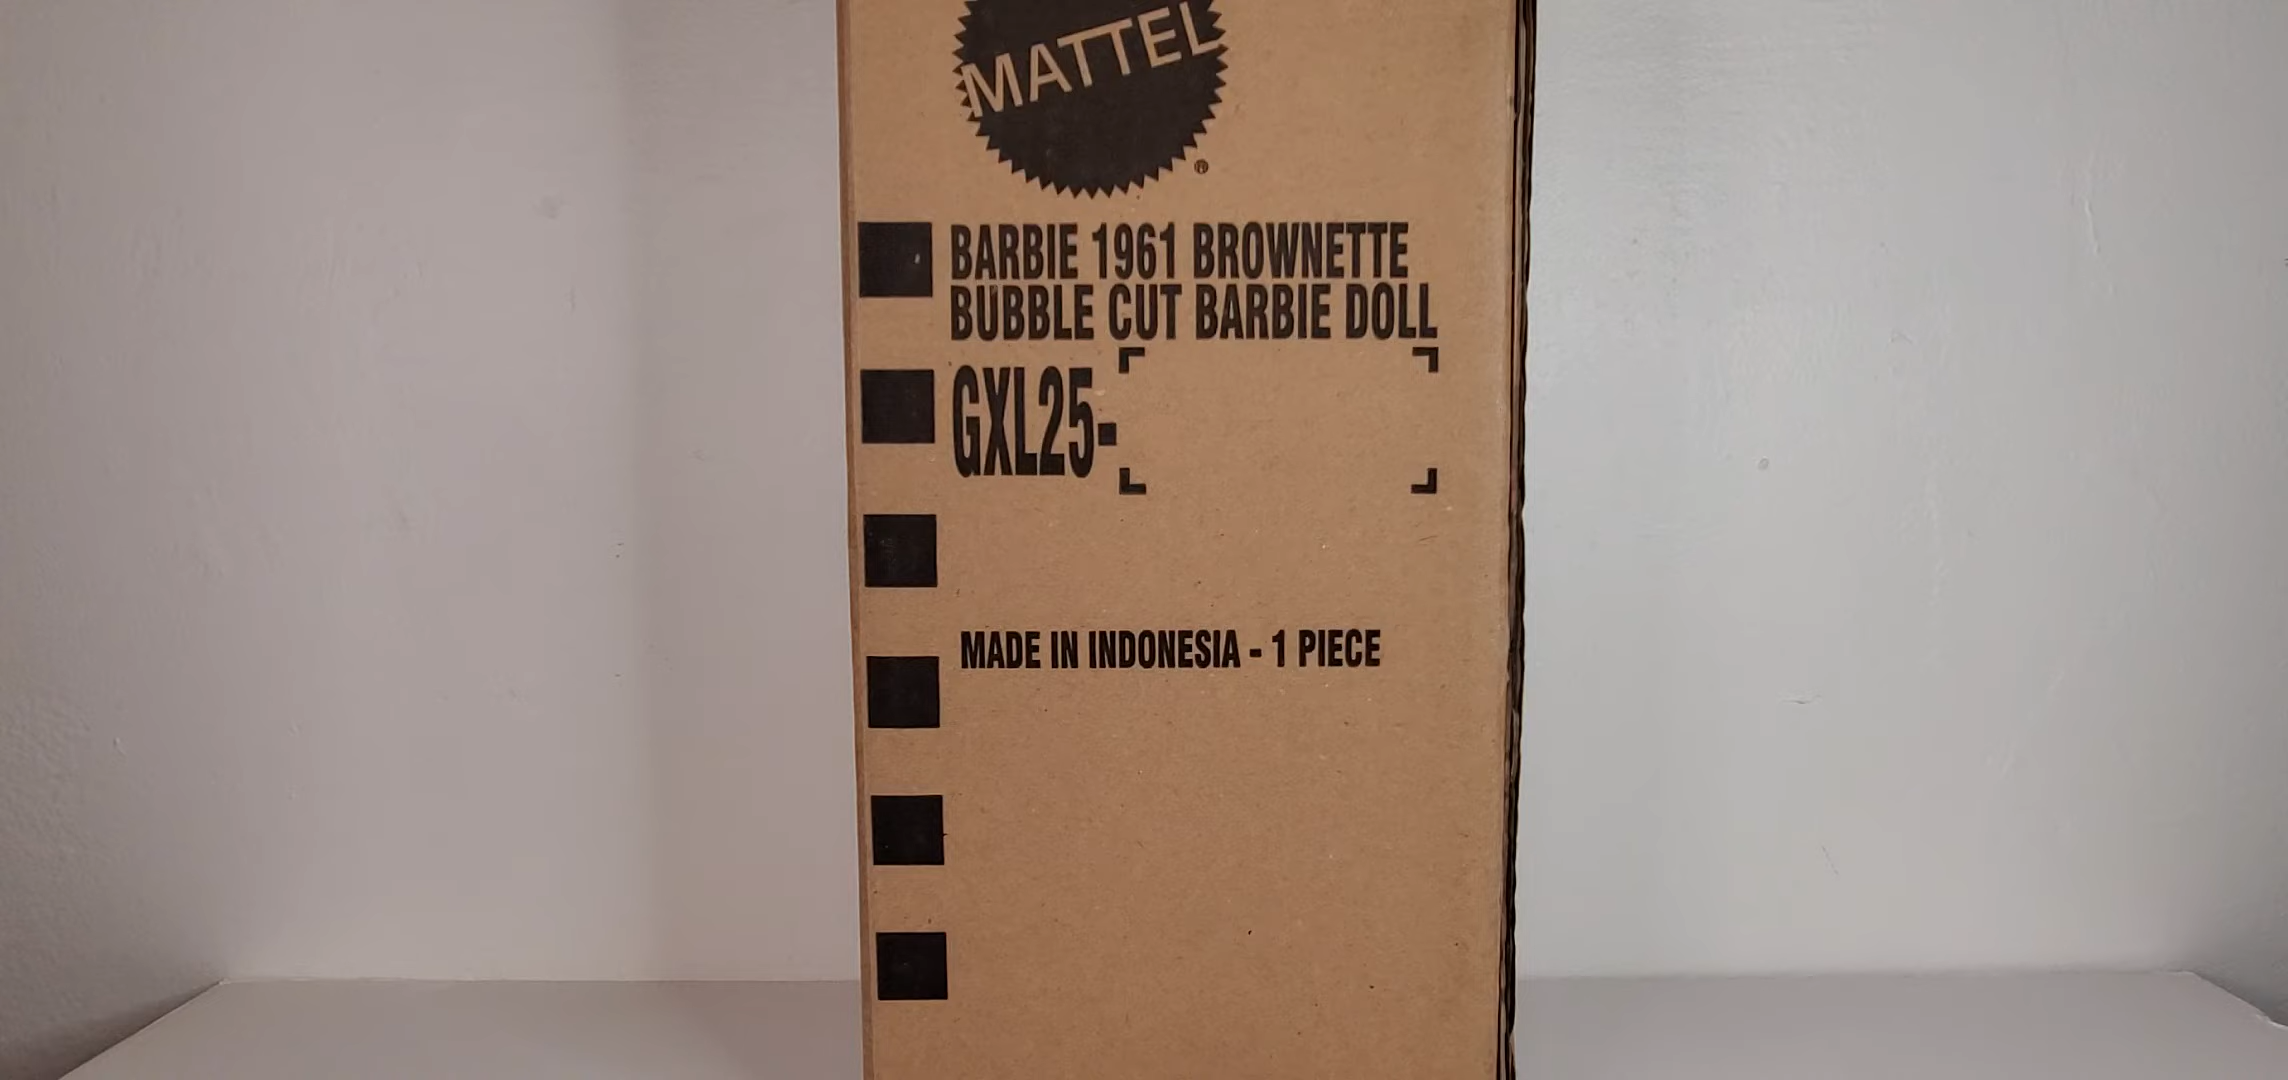 MATTEL
®
BARBIE 1961 BROWNETTE
BUBBLE CUT BARBIE DOLL
GXL25-
MADE IN INDONESIA - 1 PIECE